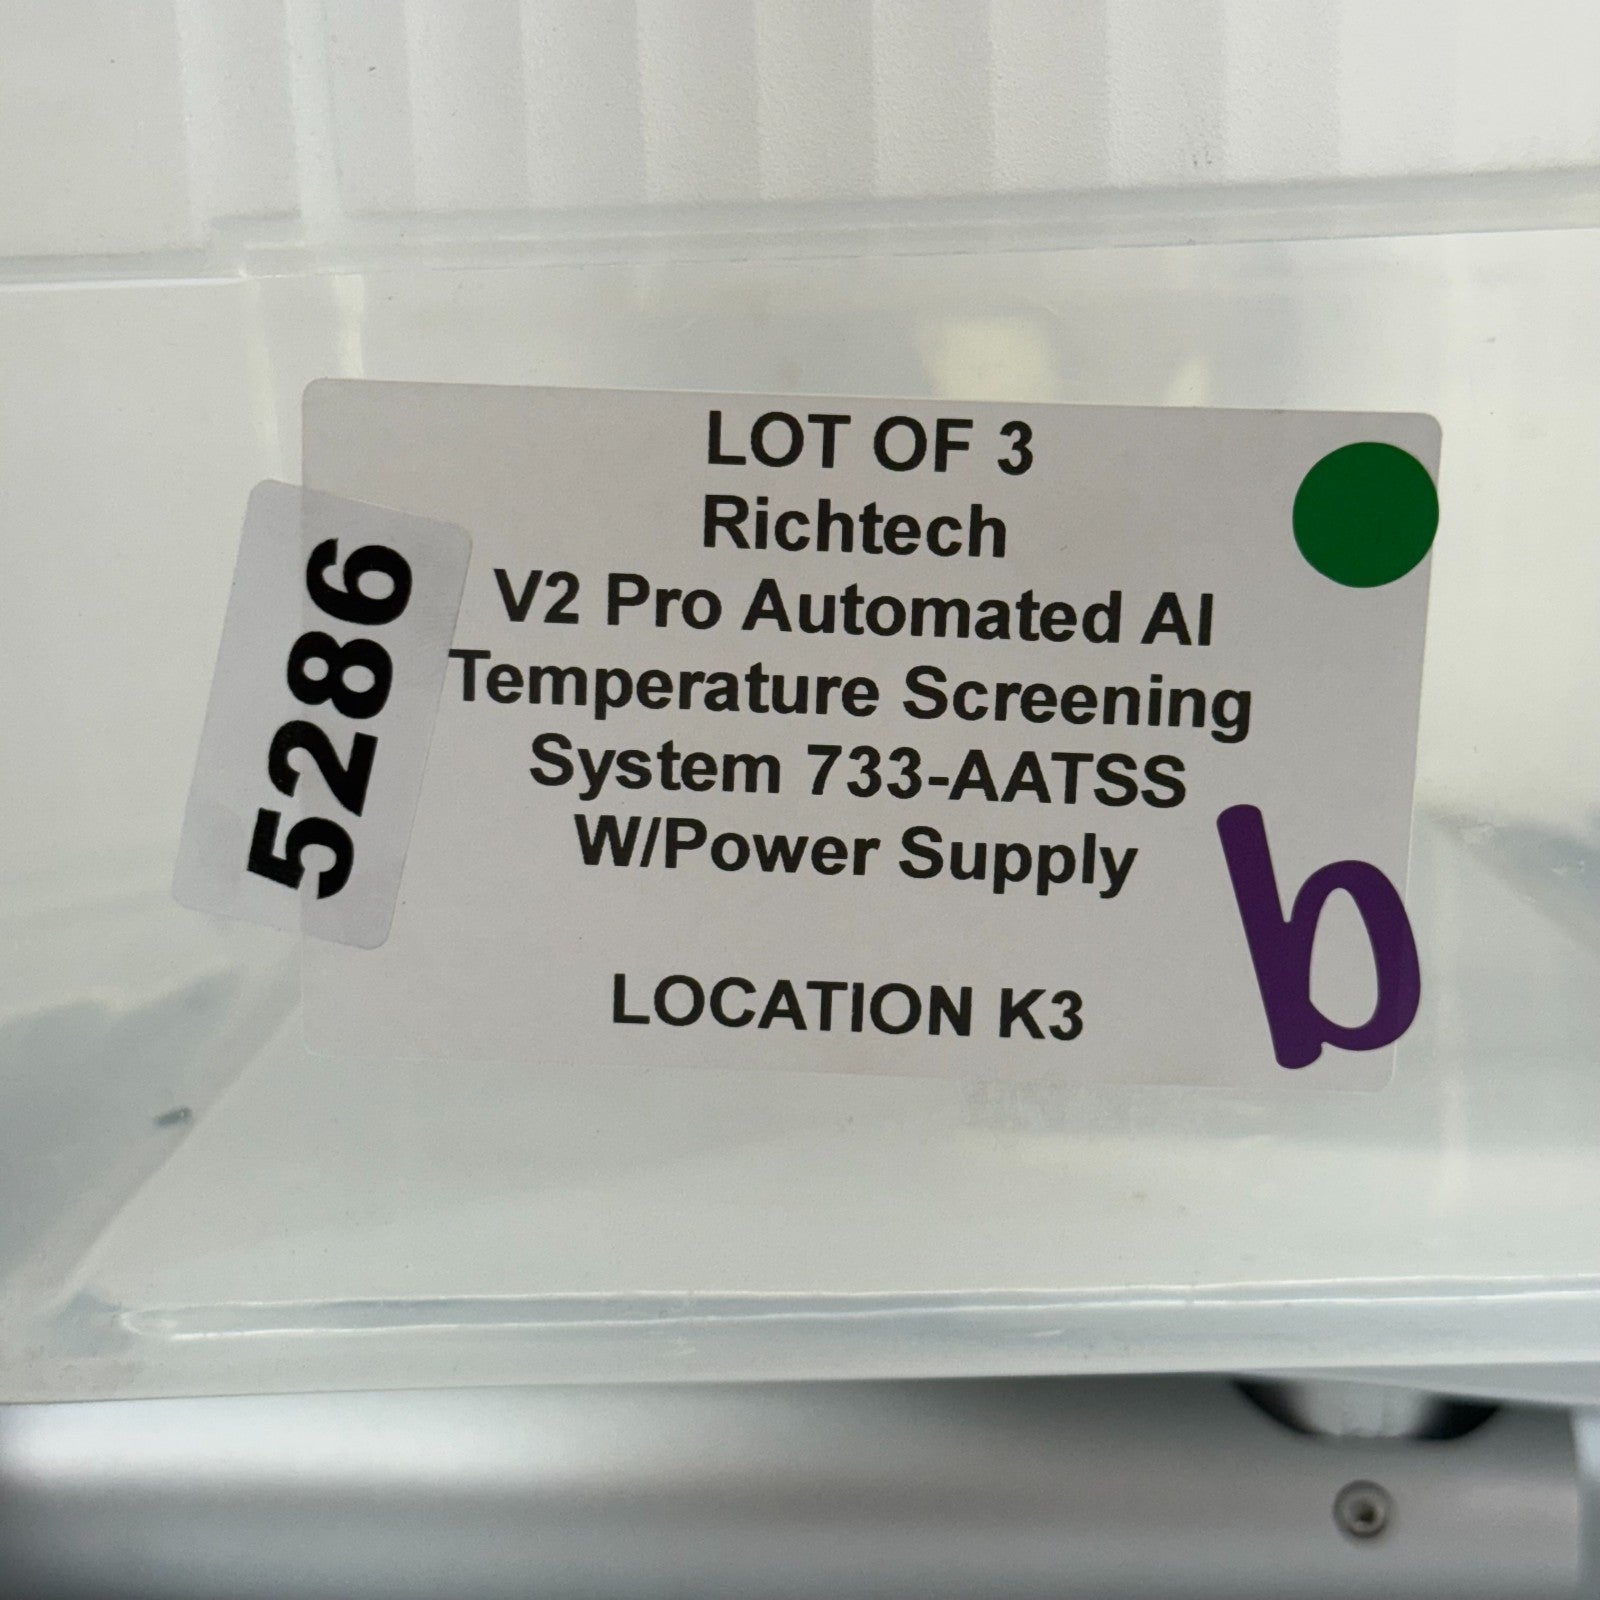 LOT OF 3
Richtech
V2 Pro Automated AI
Temperature Screening
System 733-AATSS
W/Power Supply
LOCATION K3
5286
b